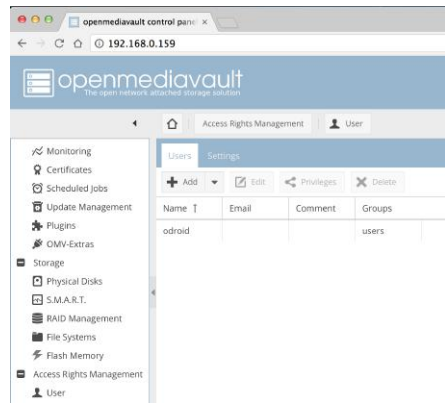 openmediavault control pane ×
192.168.0.159
openmediavault
The open network attached storage solution
Access Rights Management
User
Monitoring
Certificates
Scheduled Jobs
Update Management
Plugins
OMV-Extras
Storage
Physical Disks
S.M.A.R.T.
RAID Management
File Systems
Flash Memory
Access Rights Management
User
Users Settings
Add Edit Privileges Delete
Name Email Comment Groups
odroid users